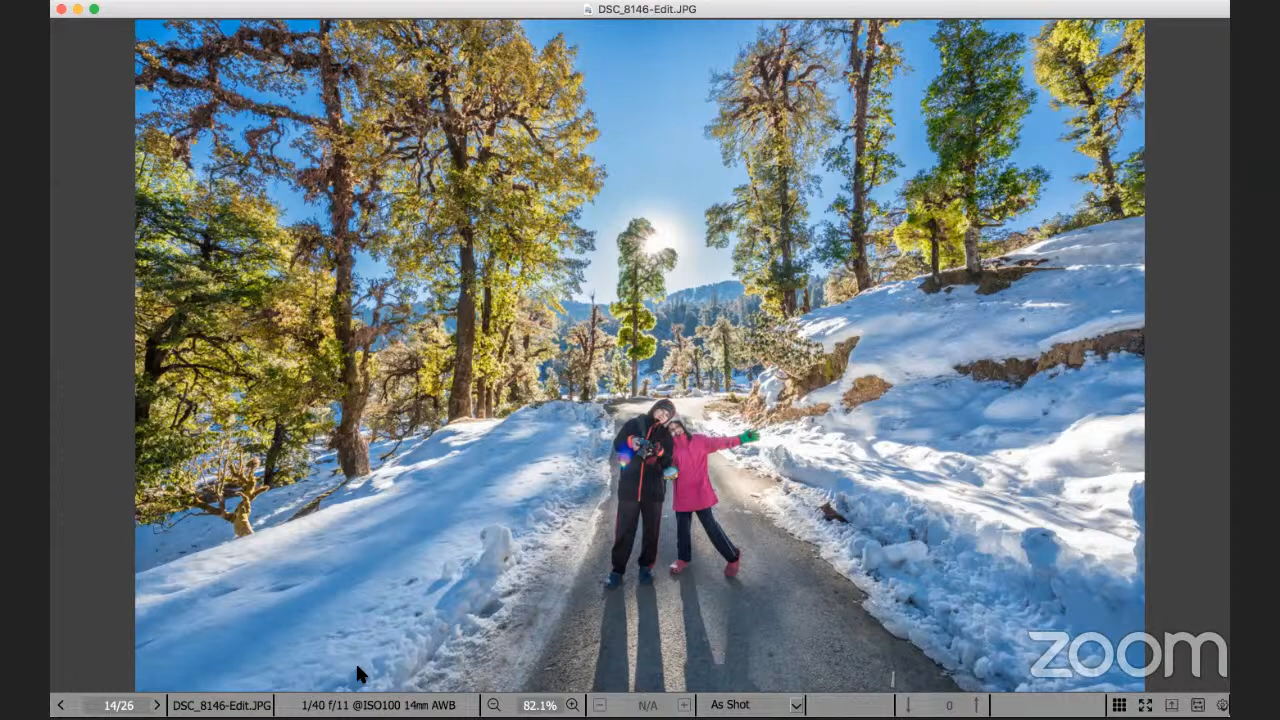 DSC_8146-Edit.JPG
zoom
14/26 DSC_8146-Edit.JPG 1/40 f/11 @ISO100 14mm AWB 82.1% N/A As Shot 0